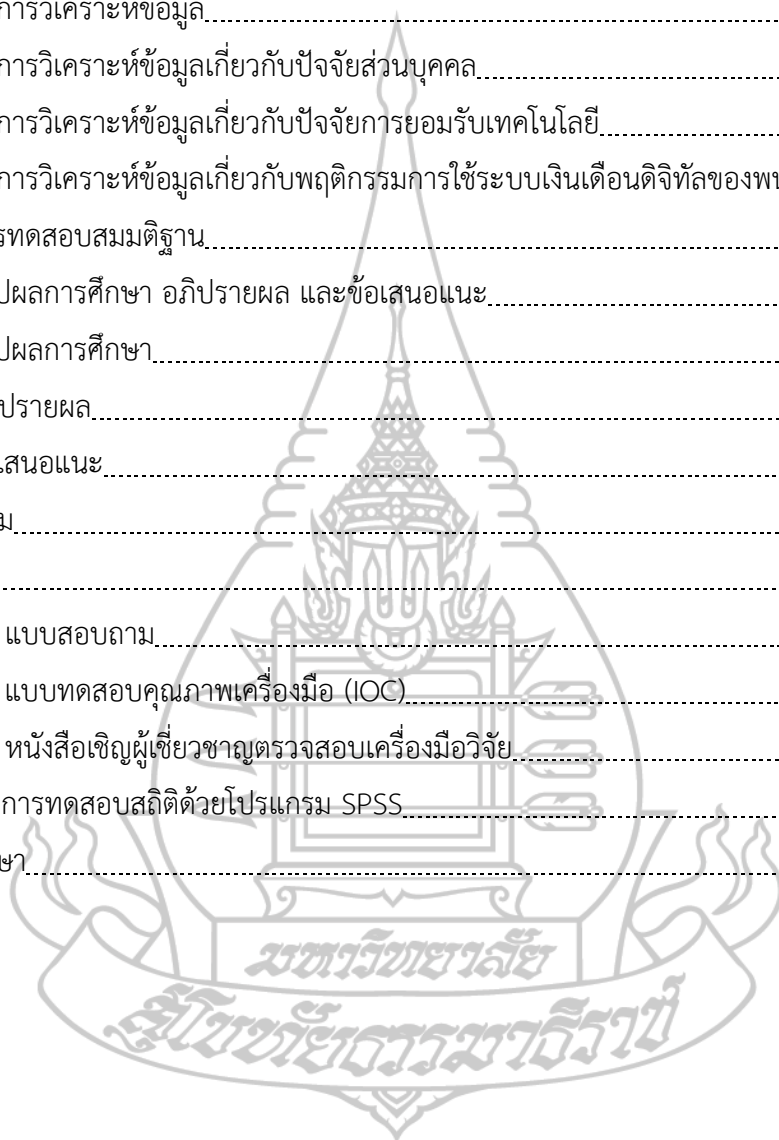 การวิเคราะห์ข้อมูล
การวิเคราะห์ข้อมูลเกี่ยวกับปัจจัยส่วนบุคคล
การวิเคราะห์ข้อมูลเกี่ยวกับปัจจัยการยอมรับเทคโนโลยี
การวิเคราะห์ข้อมูลเกี่ยวกับพฤติกรรมการใช้ระบบเงินเดือนดิจิทัลของพน
รทดสอบสมมติฐาน
ปผลการศึกษา อภิปรายผล และข้อเสนอแนะ
ปผลการศึกษา
ปรายผล
เสนอแนะ
ม
แบบสอบถาม
แบบทดสอบคุณภาพเครื่องมือ (IOC)
หนังสือเชิญผู้เชี่ยวชาญตรวจสอบเครื่องมือวิจัย
การทดสอบสถิติด้วยโปรแกรม SPSS
ษา
มหาวิทยาลัย
สุโขทัยธรรมาธิราช